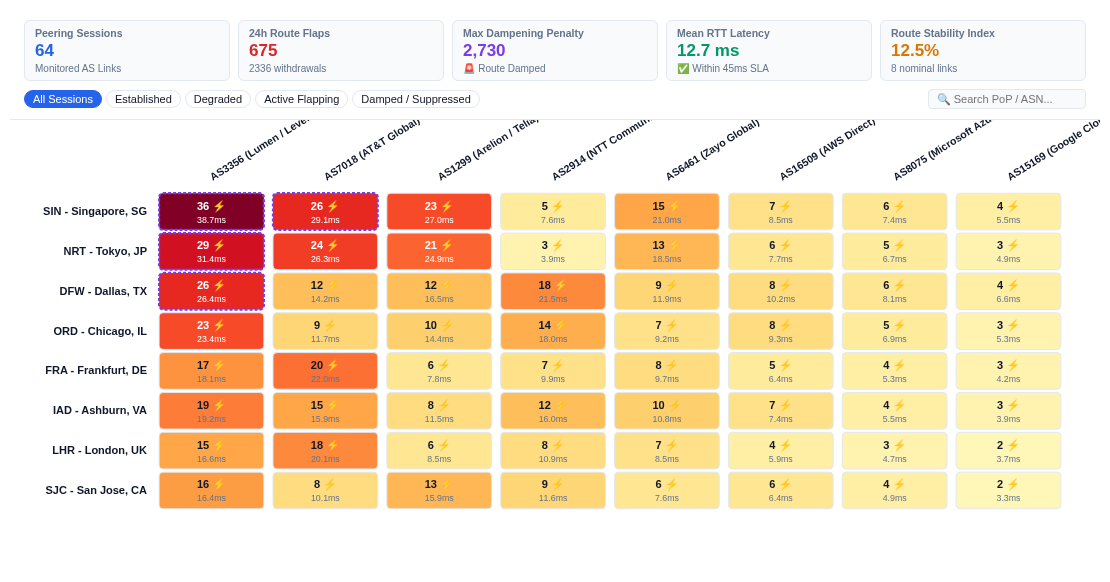 Peering Sessions
64
Monitored AS Links
24h Route Flaps
675
2336 withdrawals
Max Dampening Penalty
2,730
🚨 Route Damped
Mean RTT Latency
12.7 ms
✅ Within 45ms SLA
Route Stability Index
12.5%
8 nominal links
All Sessions Established Degraded Active Flapping Damped / Suppressed
🔍 Search PoP / ASN...
AS3356 (Lumen / Leve
AS7018 (AT&T Global)
AS1299 (Arelion / Telia)
AS2914 (NTT Commun
AS6461 (Zayo Global)
AS16509 (AWS Direct)
AS8075 (Microsoft Azu
AS15169 (Google Clou
SIN - Singapore, SG 36 ⚡ 26 ⚡ 23 ⚡ 5 ⚡ 15 ⚡ 7 ⚡ 6 ⚡ 4 ⚡
38.7ms 29.1ms 27.0ms 7.6ms 21.0ms 8.5ms 7.4ms 5.5ms
NRT - Tokyo, JP 29 ⚡ 24 ⚡ 21 ⚡ 3 ⚡ 13 ⚡ 6 ⚡ 5 ⚡ 3 ⚡
31.4ms 26.3ms 24.9ms 3.9ms 18.5ms 7.7ms 6.7ms 4.9ms
DFW - Dallas, TX 26 ⚡ 12 ⚡ 12 ⚡ 18 ⚡ 9 ⚡ 8 ⚡ 6 ⚡ 4 ⚡
26.4ms 14.2ms 16.5ms 21.5ms 11.9ms 10.2ms 8.1ms 6.6ms
ORD - Chicago, IL 23 ⚡ 9 ⚡ 10 ⚡ 14 ⚡ 7 ⚡ 8 ⚡ 5 ⚡ 3 ⚡
23.4ms 11.7ms 14.4ms 18.0ms 9.2ms 9.3ms 6.9ms 5.3ms
FRA - Frankfurt, DE 17 ⚡ 20 ⚡ 6 ⚡ 7 ⚡ 8 ⚡ 5 ⚡ 4 ⚡ 3 ⚡
18.1ms 22.0ms 7.8ms 9.9ms 9.7ms 6.4ms 5.3ms 4.2ms
IAD - Ashburn, VA 19 ⚡ 15 ⚡ 8 ⚡ 12 ⚡ 10 ⚡ 7 ⚡ 4 ⚡ 3 ⚡
19.2ms 15.9ms 11.5ms 16.0ms 10.8ms 7.4ms 5.5ms 3.9ms
LHR - London, UK 15 ⚡ 18 ⚡ 6 ⚡ 8 ⚡ 7 ⚡ 4 ⚡ 3 ⚡ 2 ⚡
16.6ms 20.1ms 8.5ms 10.9ms 8.5ms 5.9ms 4.7ms 3.7ms
SJC - San Jose, CA 16 ⚡ 8 ⚡ 13 ⚡ 9 ⚡ 6 ⚡ 6 ⚡ 4 ⚡ 2 ⚡
16.4ms 10.1ms 15.9ms 11.6ms 7.6ms 6.4ms 4.9ms 3.3ms